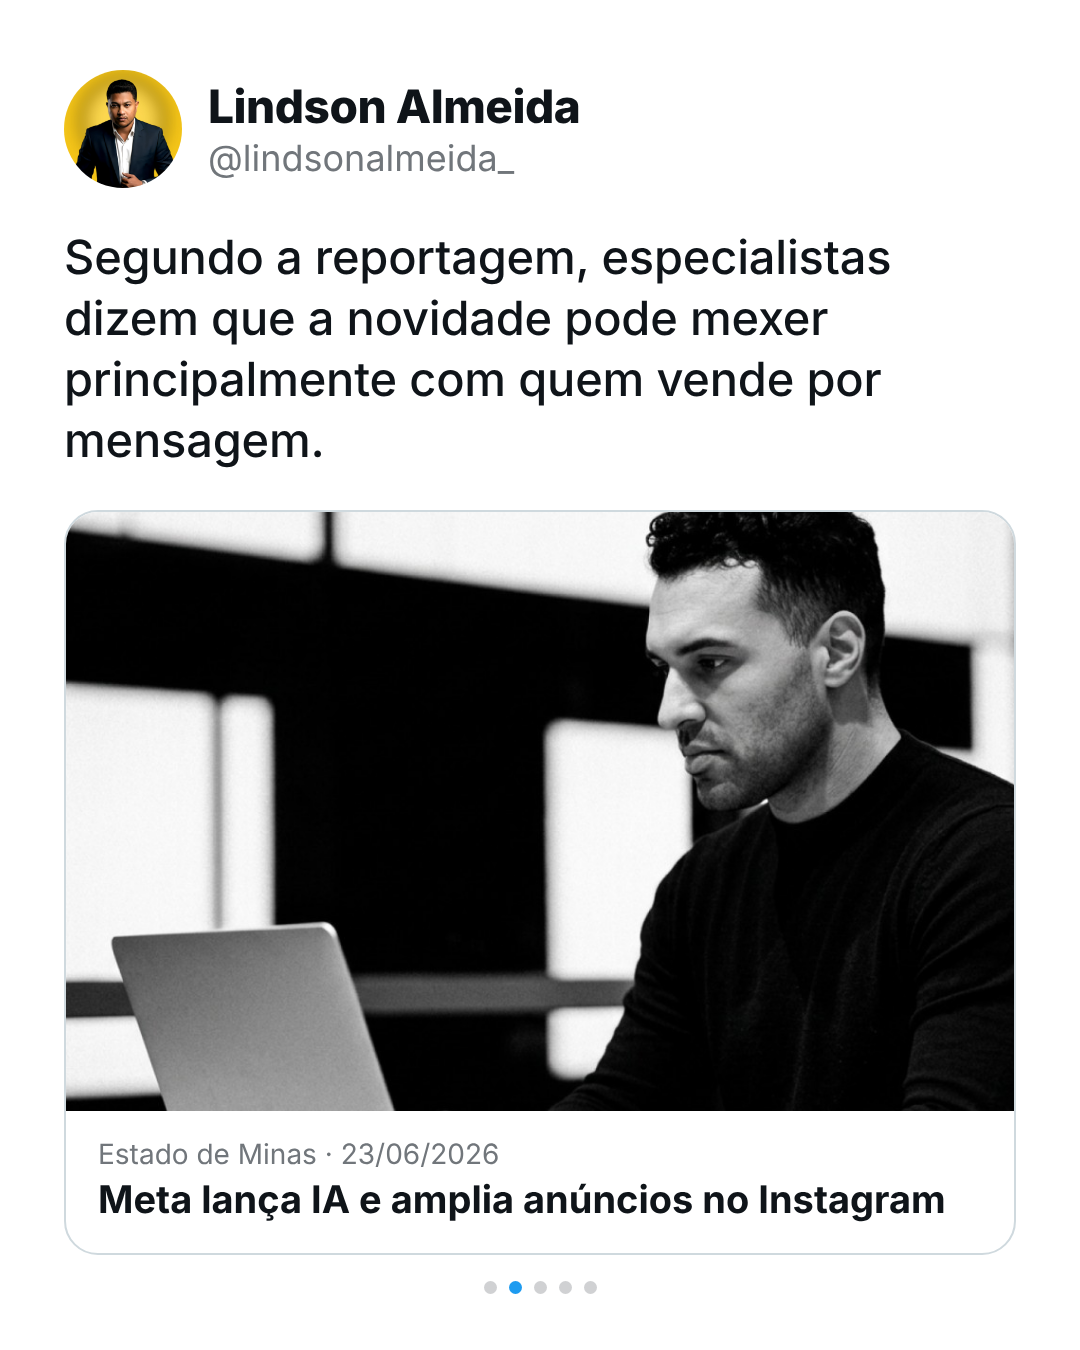 Lindson Almeida
@lindsonalmeida_
Segundo a reportagem, especialistas
dizem que a novidade pode mexer
principalmente com quem vende por
mensagem.
Estado de Minas · 23/06/2026
Meta lança IA e amplia anúncios no Instagram